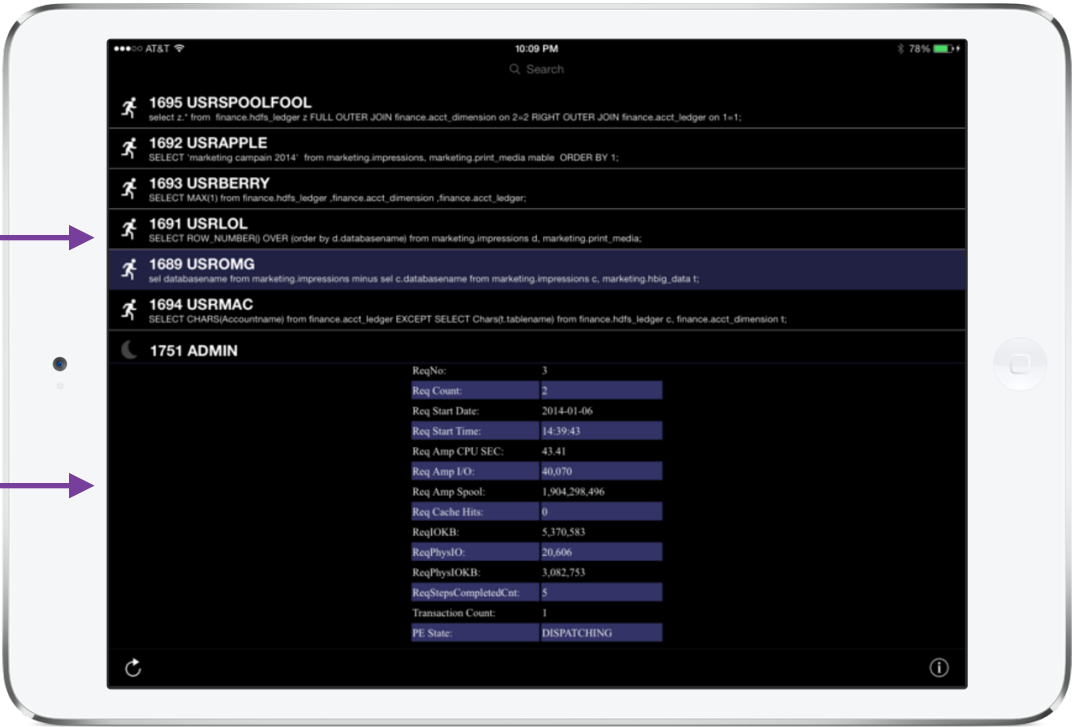 AT&T 10:09 PM 78%
Search
1695 USRSPOOLFOOL
select z.* from finance.hdfs_ledger z FULL OUTER JOIN finance.acct_dimension on 2=2 RIGHT OUTER JOIN finance.acct_ledger on 1=1;
1692 USRAPPLE
SELECT 'marketing campain 2014' from marketing.impressions, marketing.print_media mable ORDER BY 1;
1693 USRBERRY
SELECT MAX(1) from finance.hdfs_ledger ,finance.acct_dimension ,finance.acct_ledger;
1691 USRLOL
SELECT ROW_NUMBER() OVER (order by d.databasename) from marketing.impressions d, marketing.print_media;
1689 USROMG
sel databasename from marketing.impressions minus sel c.databasename from marketing.impressions c, marketing.hbig_data t;
1694 USRMAC
SELECT CHARS(Accountname) from finance.acct_ledger EXCEPT SELECT Chars(t.tablename) from finance.hdfs_ledger c, finance.acct_dimension t;
1751 ADMIN
ReqNo: 3
Req Count: 2
Req Start Date: 2014-01-06
Req Start Time: 14:39:43
Req Amp CPU SEC: 43.41
Req Amp I/O: 40,070
Req Amp Spool: 1,904,298,496
Req Cache Hits: 0
ReqIOKB: 5,370,583
ReqPhysIO: 20,606
ReqPhysIOKB: 3,082,753
ReqStepsCompletedCnt: 5
Transaction Count: 1
PE State: DISPATCHING